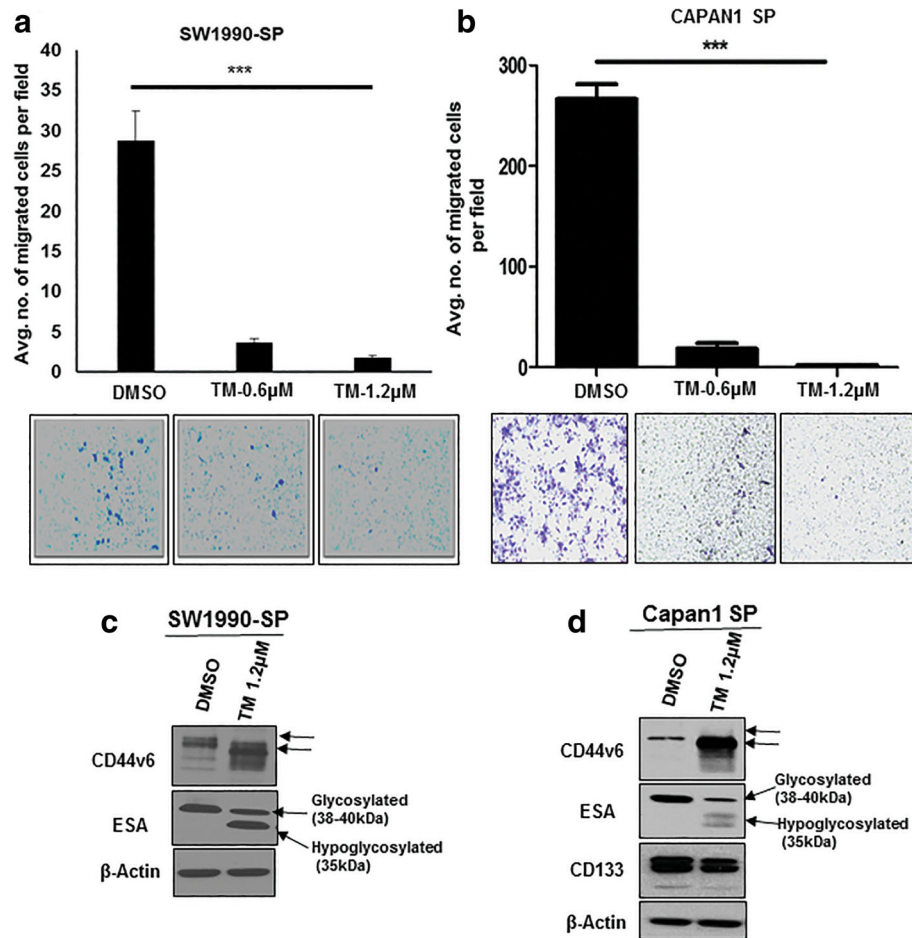 a
SW1990-SP
***
Avg. no. of migrated cells per field
40
35
30
25
20
15
10
5
0
DMSO
TM-0.6µM
TM-1.2µM
b
CAPAN1 SP
***
Avg. no. of migrated cells
per field
300
200
100
0
DMSO
TM-0.6µM
TM-1.2µM
c
SW1990-SP
DMSO
TM 1.2µM
CD44v6
ESA
Glycosylated
(38-40kDa)
Hypoglycosylated
(35kDa)
β-Actin
d
Capan1 SP
DMSO
TM 1.2µM
CD44v6
ESA
Glycosylated
(38-40kDa)
Hypoglycosylated
(35kDa)
CD133
β-Actin